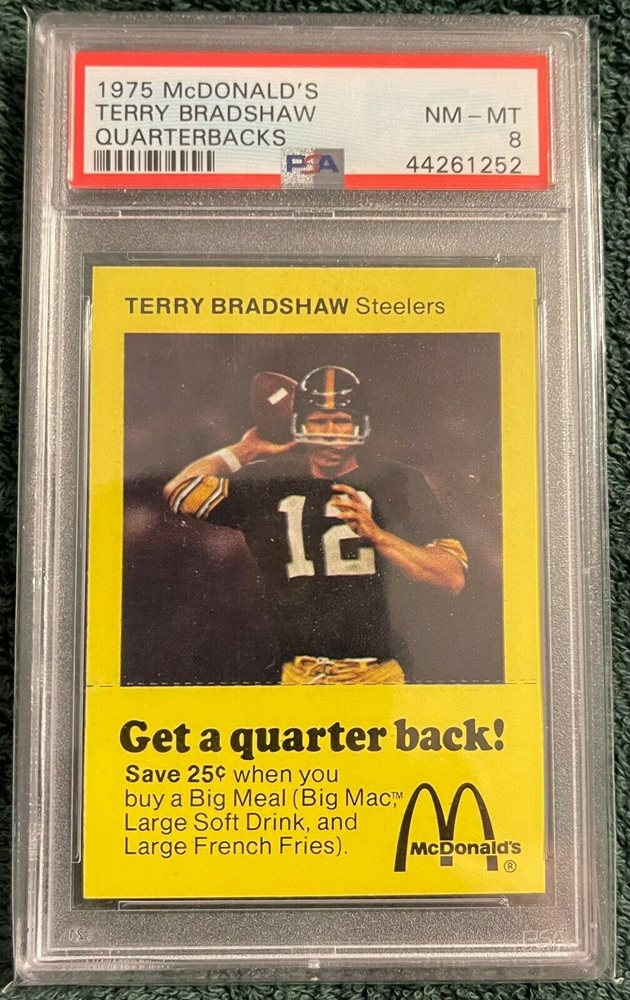 1975 McDONALD'S
TERRY BRADSHAW NM - MT
QUARTERBACKS 8
PSA 44261252
TERRY BRADSHAW Steelers
12
Get a quarter back!
Save 25¢ when you
buy a Big Meal (Big Mac,™
Large Soft Drink, and
Large French Fries).
McDonald's
®